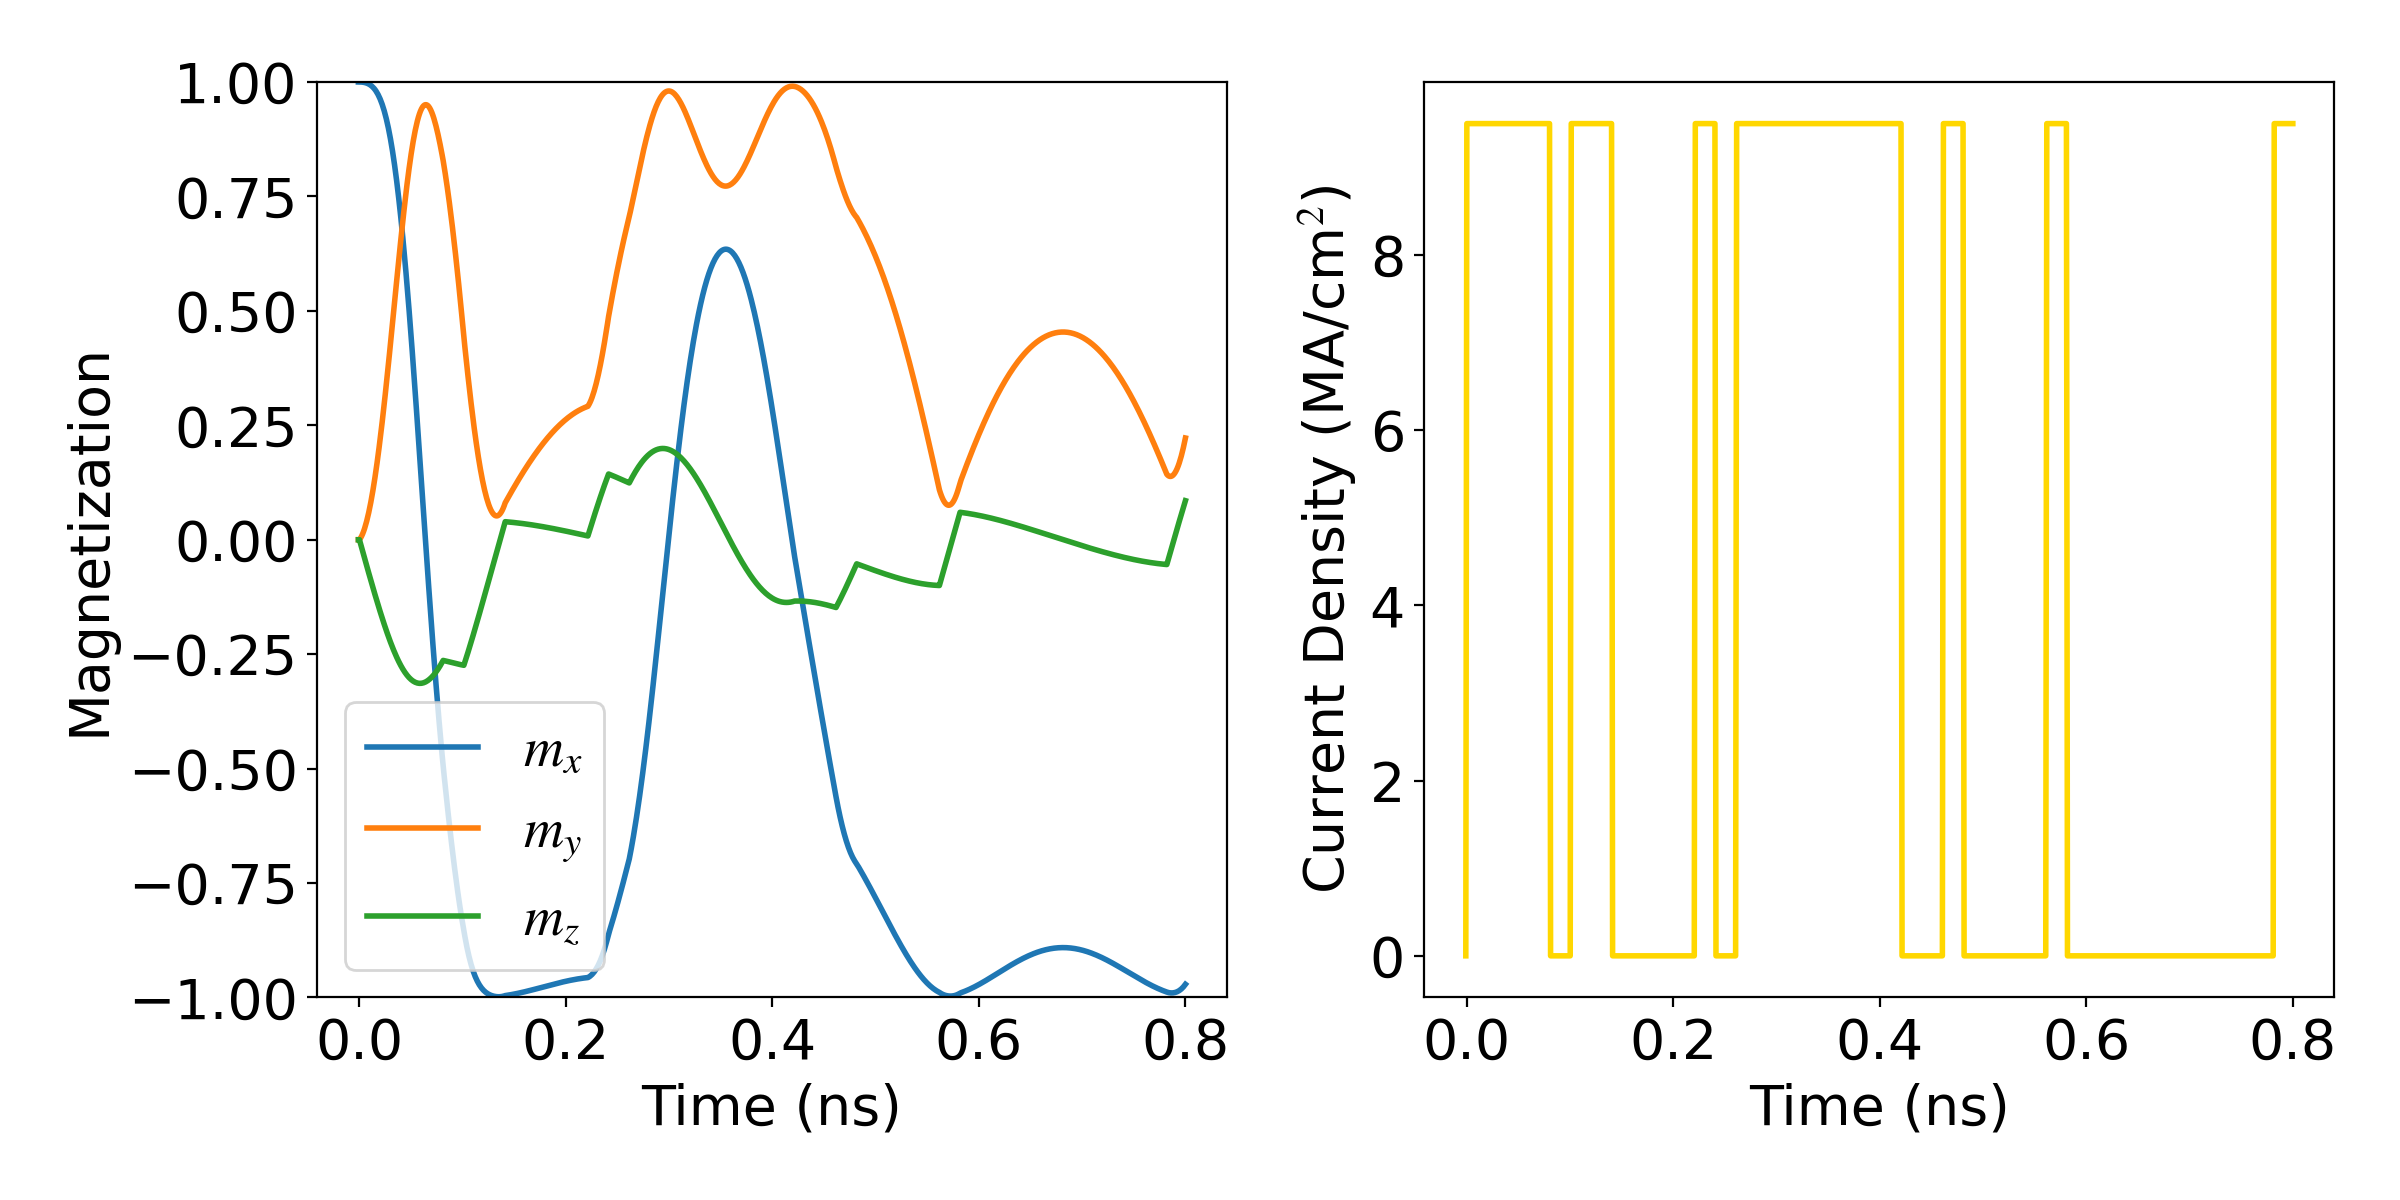 Magnetization
1.00
0.75
0.50
0.25
0.00
−0.25
−0.50
−0.75
−1.00
m_x
m_y
m_z
0.0 0.2 0.4 0.6 0.8
Time (ns)
Current Density (MA/cm²)
8
6
4
2
0
0.0 0.2 0.4 0.6 0.8
Time (ns)